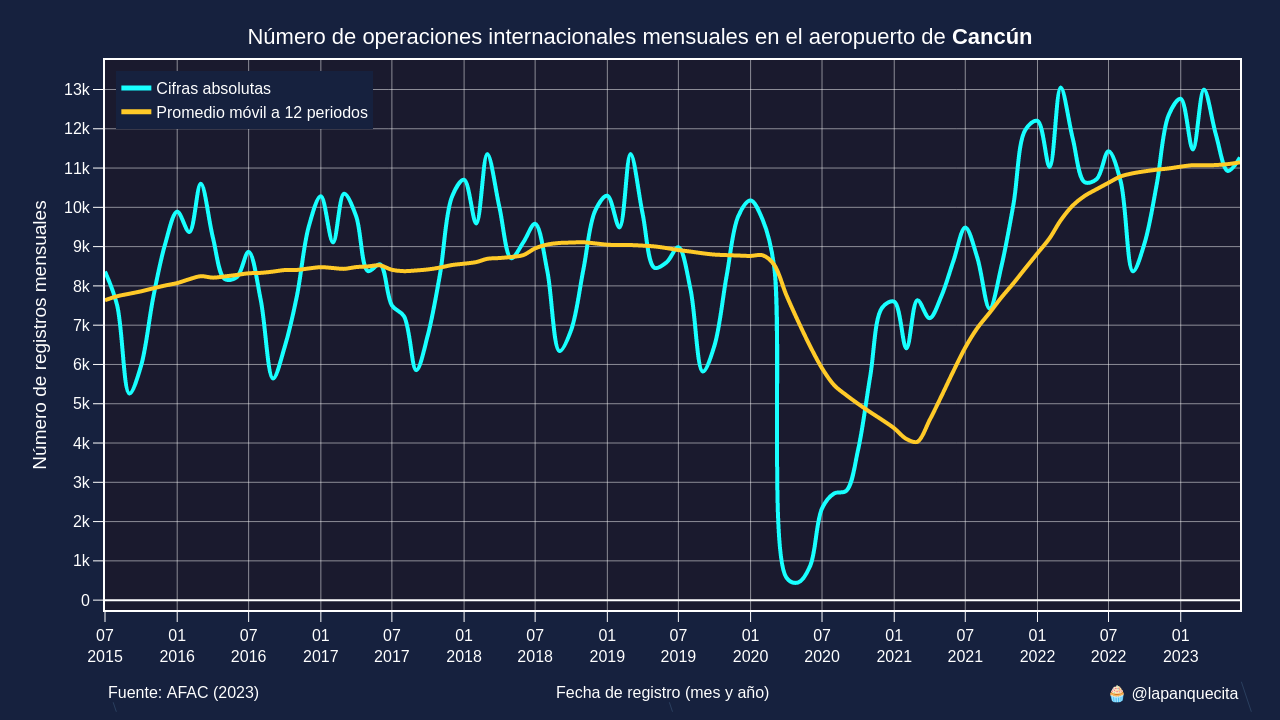 Número de operaciones internacionales mensuales en el aeropuerto de Cancún
Cifras absolutas
Promedio móvil a 12 periodos
Número de registros mensuales
13k
12k
11k
10k
9k
8k
7k
6k
5k
4k
3k
2k
1k
0
07 01 07 01 07 01 07 01 07 01 07 01 07 01 07 01
2015 2016 2016 2017 2017 2018 2018 2019 2019 2020 2020 2021 2021 2022 2022 2023
Fuente: AFAC (2023) Fecha de registro (mes y año) 🧁 @lapanquecita